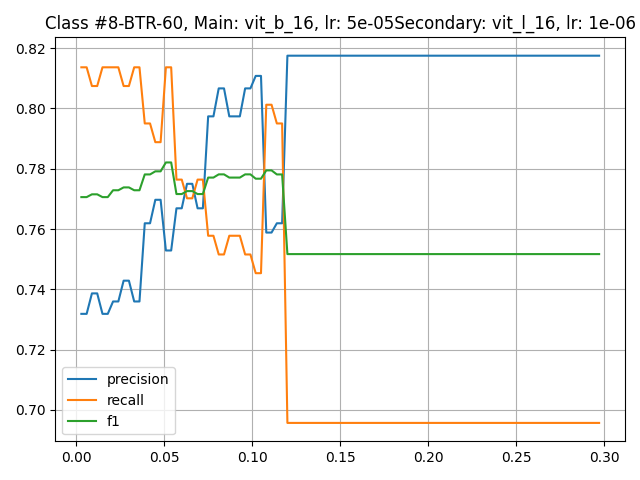 Class #8-BTR-60, Main: vit_b_16, lr: 5e-05Secondary: vit_l_16, lr: 1e-06
0.82
0.80
0.78
0.76
0.74
0.72
0.70
precision
recall
f1
0.00 0.05 0.10 0.15 0.20 0.25 0.30